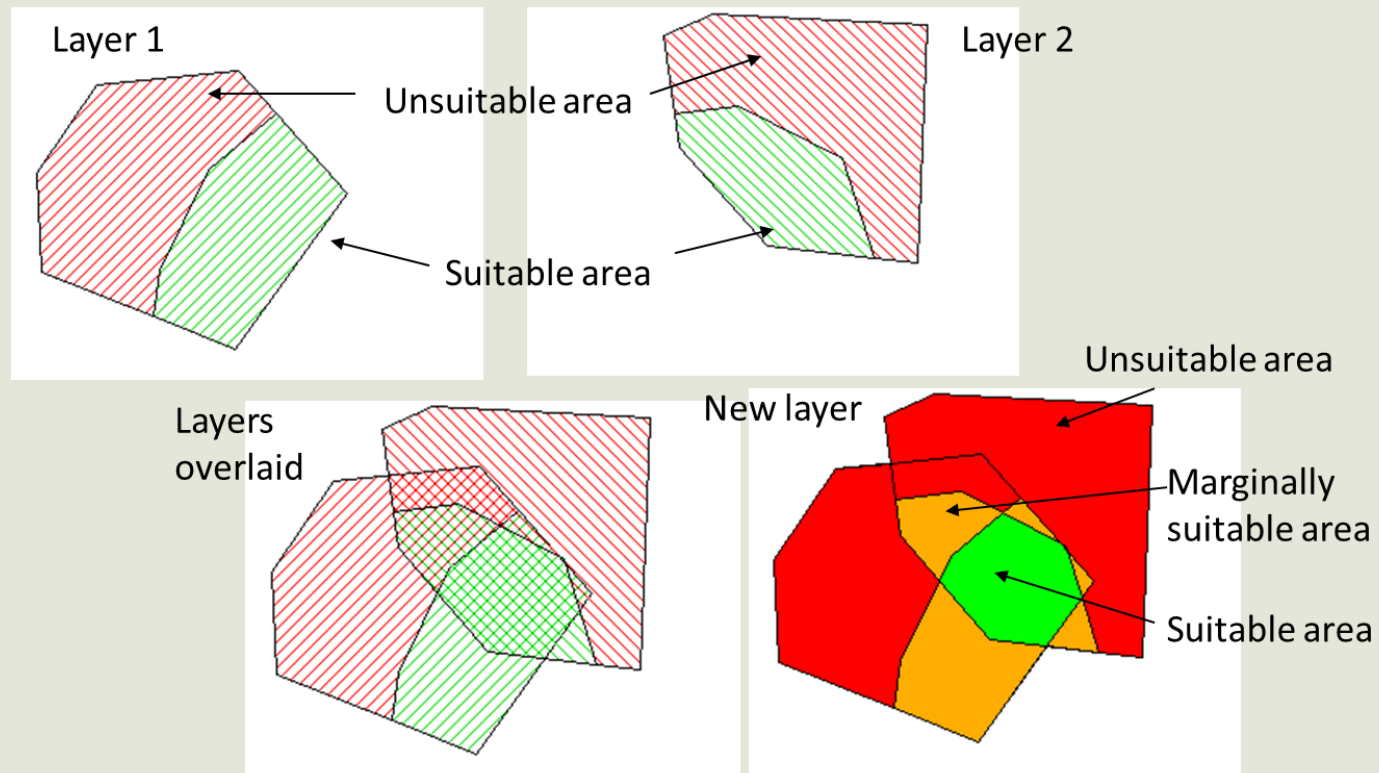 Layer 1
Layer 2
Unsuitable area
Suitable area
Layers
overlaid
New layer
Unsuitable area
Marginally
suitable area
Suitable area